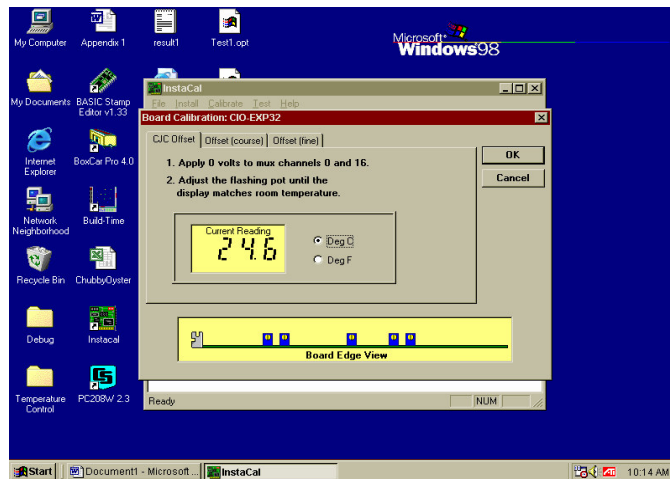 Microsoft
Windows98
My Computer
Appendix 1
result1
Test1.opt
My Documents
BASIC Stamp
Editor v1.33
Internet
Explorer
BoxCar Pro 4.0
Network
Neighborhood
Build-Time
Recycle Bin
ChubbyOyster
Debug
Instacal
Temperature
Control
PC208W 2.3
InstaCal
File Install Calibrate Test Help
Board Calibration: CIO-EXP32
CJC Offset Offset (course) Offset (fine)
1. Apply 0 volts to mux channels 0 and 16.
2. Adjust the flashing pot until the
display matches room temperature.
OK
Cancel
Current Reading
24.6
Deg C
Deg F
Board Edge View
Ready
NUM
Start
Document1 - Microsoft ...
InstaCal
10:14 AM